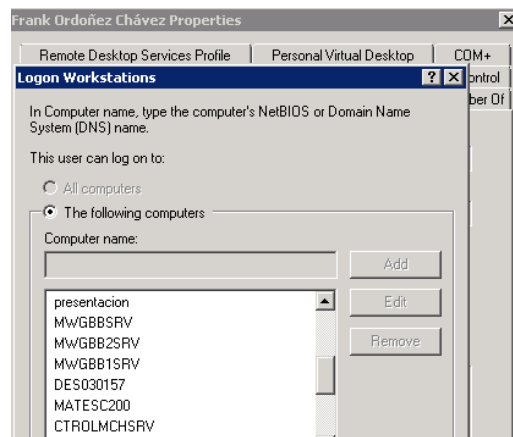 Frank Ordoñez Chávez Properties
Remote Desktop Services Profile
Personal Virtual Desktop
COM+
Logon Workstations
? X
ontrol
ber Of
In Computer name, type the computer's NetBIOS or Domain Name
System (DNS) name.
This user can log on to:
All computers
The following computers
Computer name:
Add
presentacion
Edit
MWGBBSRV
MWGBB2SRV
Remove
MWGBB1SRV
DES030157
MATESC200
CTROLMCHSRV